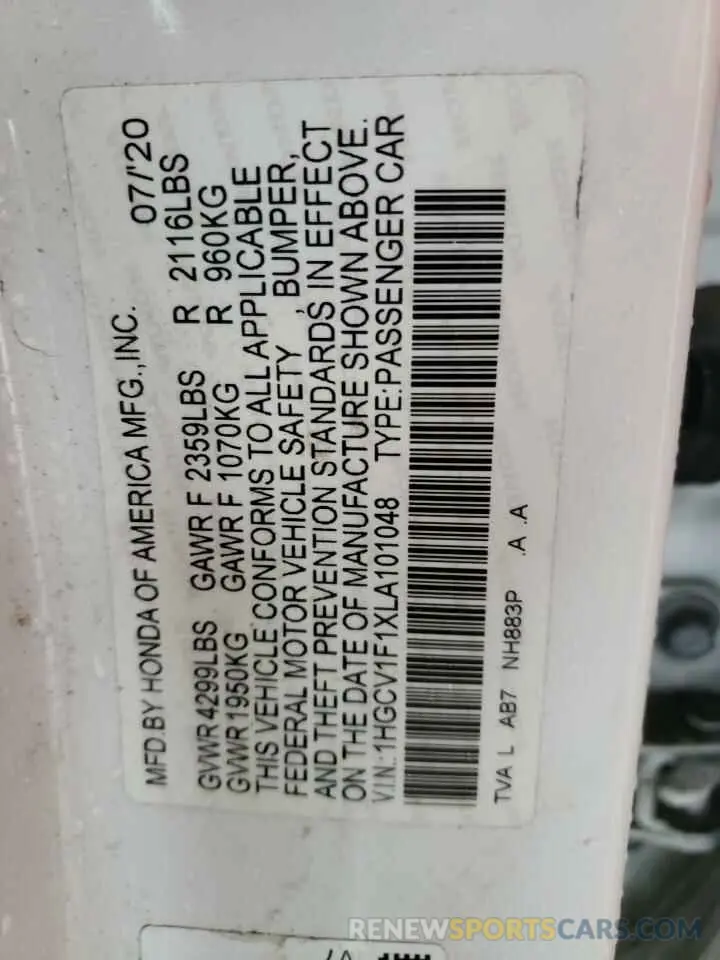 MFD.BY HONDA OF AMERICA MFG.,INC. 07/'20
GVWR 4299LBS GAWR F 2359LBS R 2116LBS
GVWR 1950KG GAWR F 1070KG R 960KG
THIS VEHICLE CONFORMS TO ALL APPLICABLE
FEDERAL MOTOR VEHICLE SAFETY , BUMPER,
AND THEFT PREVENTION STANDARDS IN EFFECT
ON THE DATE OF MANUFACTURE SHOWN ABOVE.
V.I.N.:1HGCV1F1XLA101048 TYPE:PASSENGER CAR
TVA L AB7 NH883P .A .A
RENEWSPORTSCARS.COM